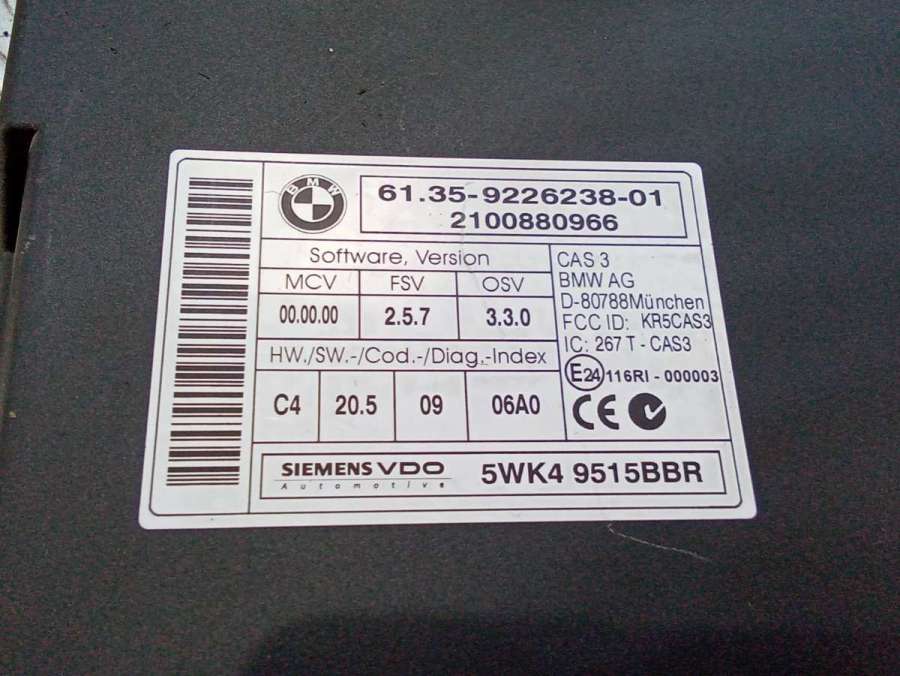 BMW
61.35-9226238-01
2100880966
Software, Version
MCV FSV OSV
00.00.00 2.5.7 3.3.0
HW./SW.-/Cod.-/Diag.-Index
C4 20.5 09 06A0
CAS 3
BMW AG
D-80788München
FCC ID: KR5CAS3
IC: 267 T - CAS3
E24 116RI - 000003
CE
SIEMENS VDO
Automotive
5WK4 9515BBR